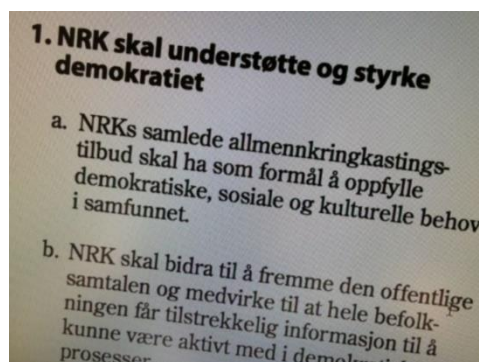 1. NRK skal understøtte og styrke
demokratiet
a. NRKs samlede allmennkringkastings-
tilbud skal ha som formål å oppfylle
demokratiske, sosiale og kulturelle behov
i samfunnet.
b. NRK skal bidra til å fremme den offentlige
samtalen og medvirke til at hele befolk-
ningen får tilstrekkelig informasjon til å
kunne være aktivt med i
prosesser